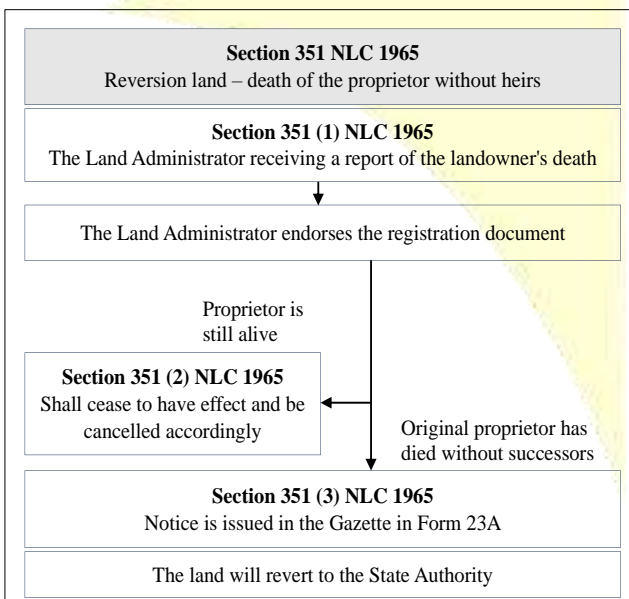 Section 351 NLC 1965
Reversion land – death of the proprietor without heirs
Section 351 (1) NLC 1965
The Land Administrator receiving a report of the landowner's death
The Land Administrator endorses the registration document
Proprietor is
still alive
Section 351 (2) NLC 1965
Shall cease to have effect and be
cancelled accordingly
Original proprietor has
died without successors
Section 351 (3) NLC 1965
Notice is issued in the Gazette in Form 23A
The land will revert to the State Authority